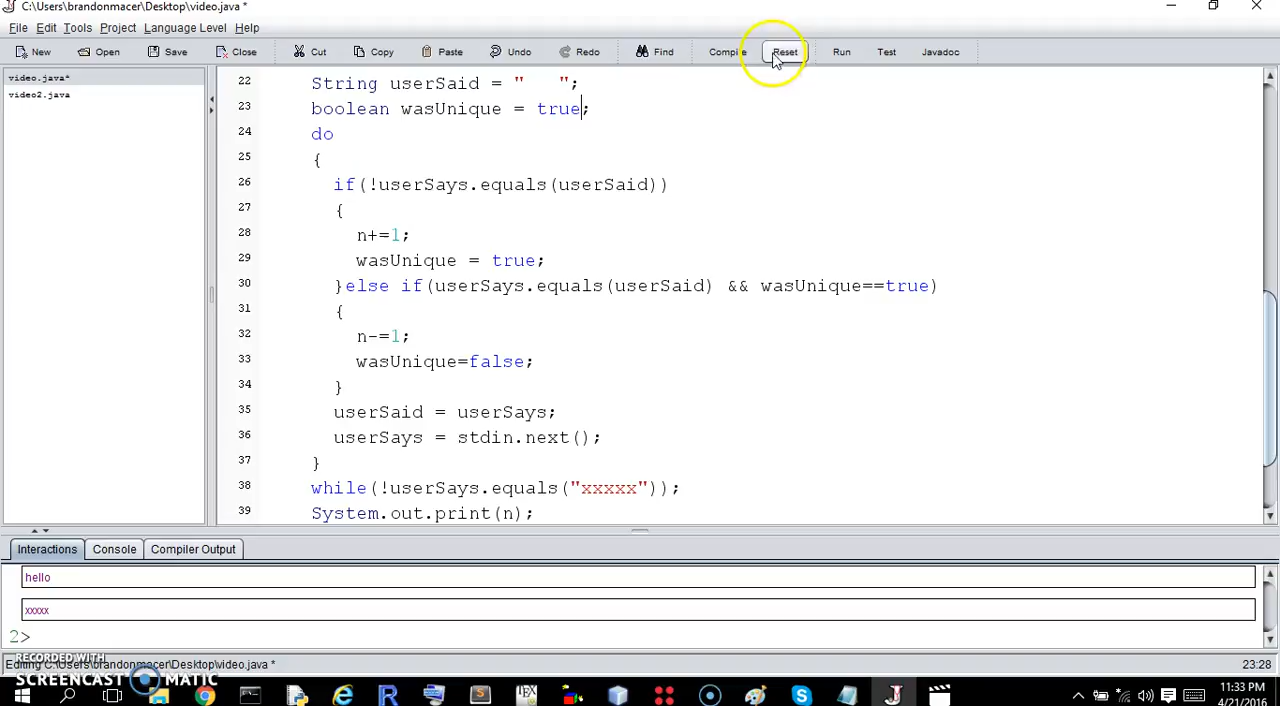 C:\Users\brandonmacer\Desktop\video.java *
File Edit Tools Project Language Level Help
New Open Save Close Cut Copy Paste Undo Redo Find Compile Reset Run Test Javadoc
video.java*
video2.java
22 String userSaid = "   ";
23 boolean wasUnique = true;
24 do
25 {
26 if(!userSays.equals(userSaid))
27 {
28 n+=1;
29 wasUnique = true;
30 }else if(userSays.equals(userSaid) && wasUnique==true)
31 {
32 n-=1;
33 wasUnique=false;
34 }
35 userSaid = userSays;
36 userSays = stdin.next();
37 }
38 while(!userSays.equals("xxxxx"));
39 System.out.print(n);
Interactions Console Compiler Output
hello
xxxxx
2>
Editing C:\Users\brandonmacer\Desktop\video.java * 23:28
RECORDED WITH
SCREENCAST MATIC
11:33 PM
4/21/2016